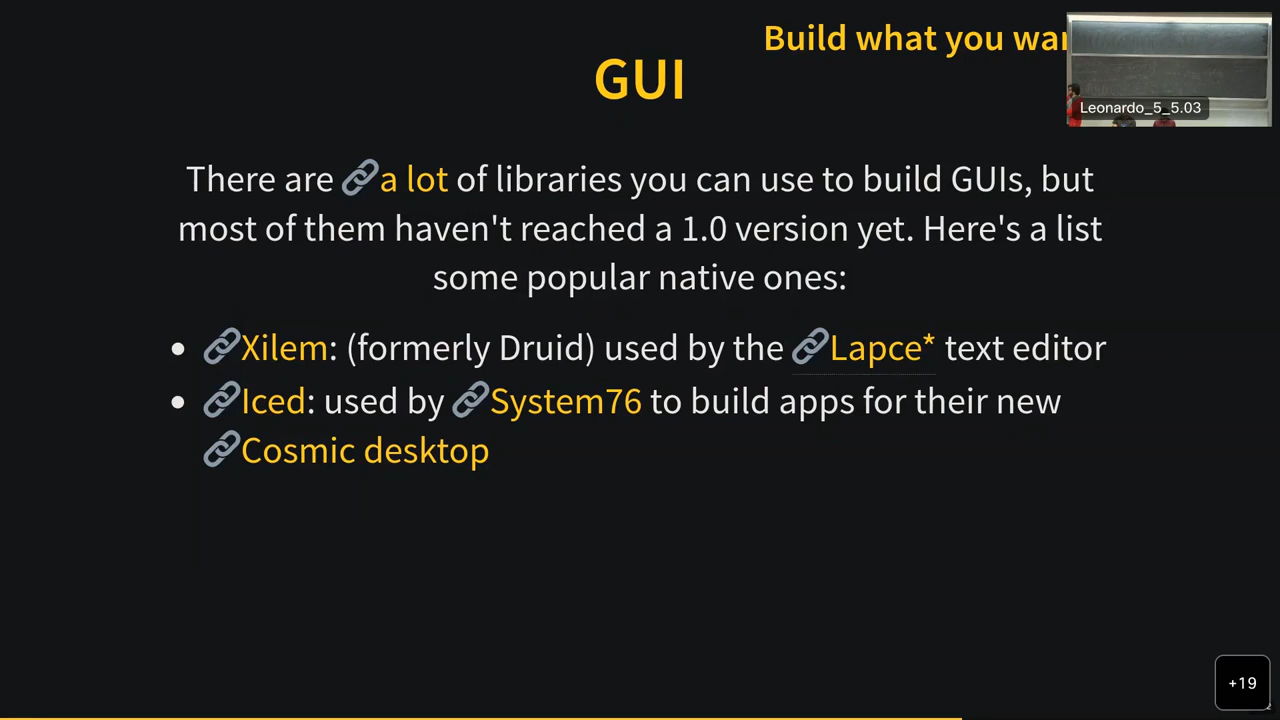 Build what you wan
GUI
Leonardo_5_5.03
There are 🔗a lot of libraries you can use to build GUIs, but
most of them haven't reached a 1.0 version yet. Here's a list
some popular native ones:
• 🔗Xilem: (formerly Druid) used by the 🔗Lapce* text editor
• 🔗Iced: used by 🔗System76 to build apps for their new
🔗Cosmic desktop
+19